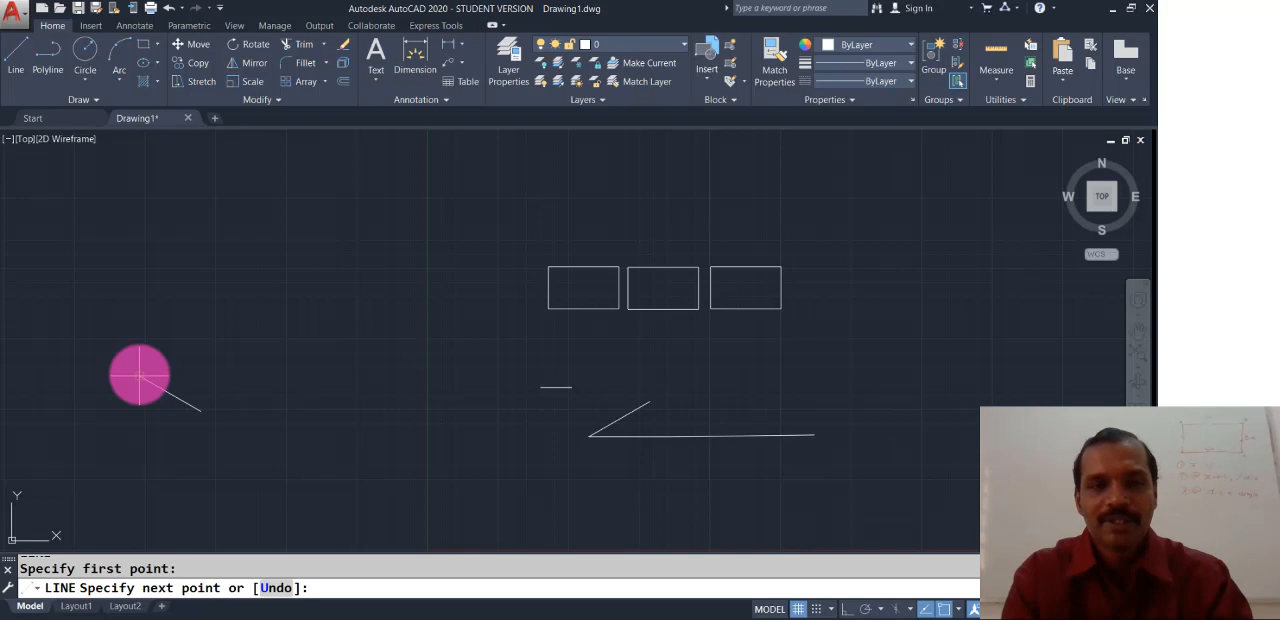 Autodesk AutoCAD 2020 - STUDENT VERSION Drawing1.dwg
Type a keyword or phrase
Sign In
Home Insert Annotate Parametric View Manage Output Collaborate Express Tools
Line Polyline Circle Arc
Move Rotate Trim
Copy Mirror Fillet
Stretch Scale Array
Text Dimension Table
Layer Properties
0
Make Current
Match Layer
Insert
Match Properties
ByLayer
ByLayer
ByLayer
Group
Measure
Paste
Base
Draw Modify Annotation Layers Block Properties Groups Utilities Clipboard View
Start Drawing1*
[−][Top][2D Wireframe]
N
W TOP E
S
WCS
Y
X
LINE
Specify first point:
LINE Specify next point or [Undo]:
Model Layout1 Layout2
MODEL